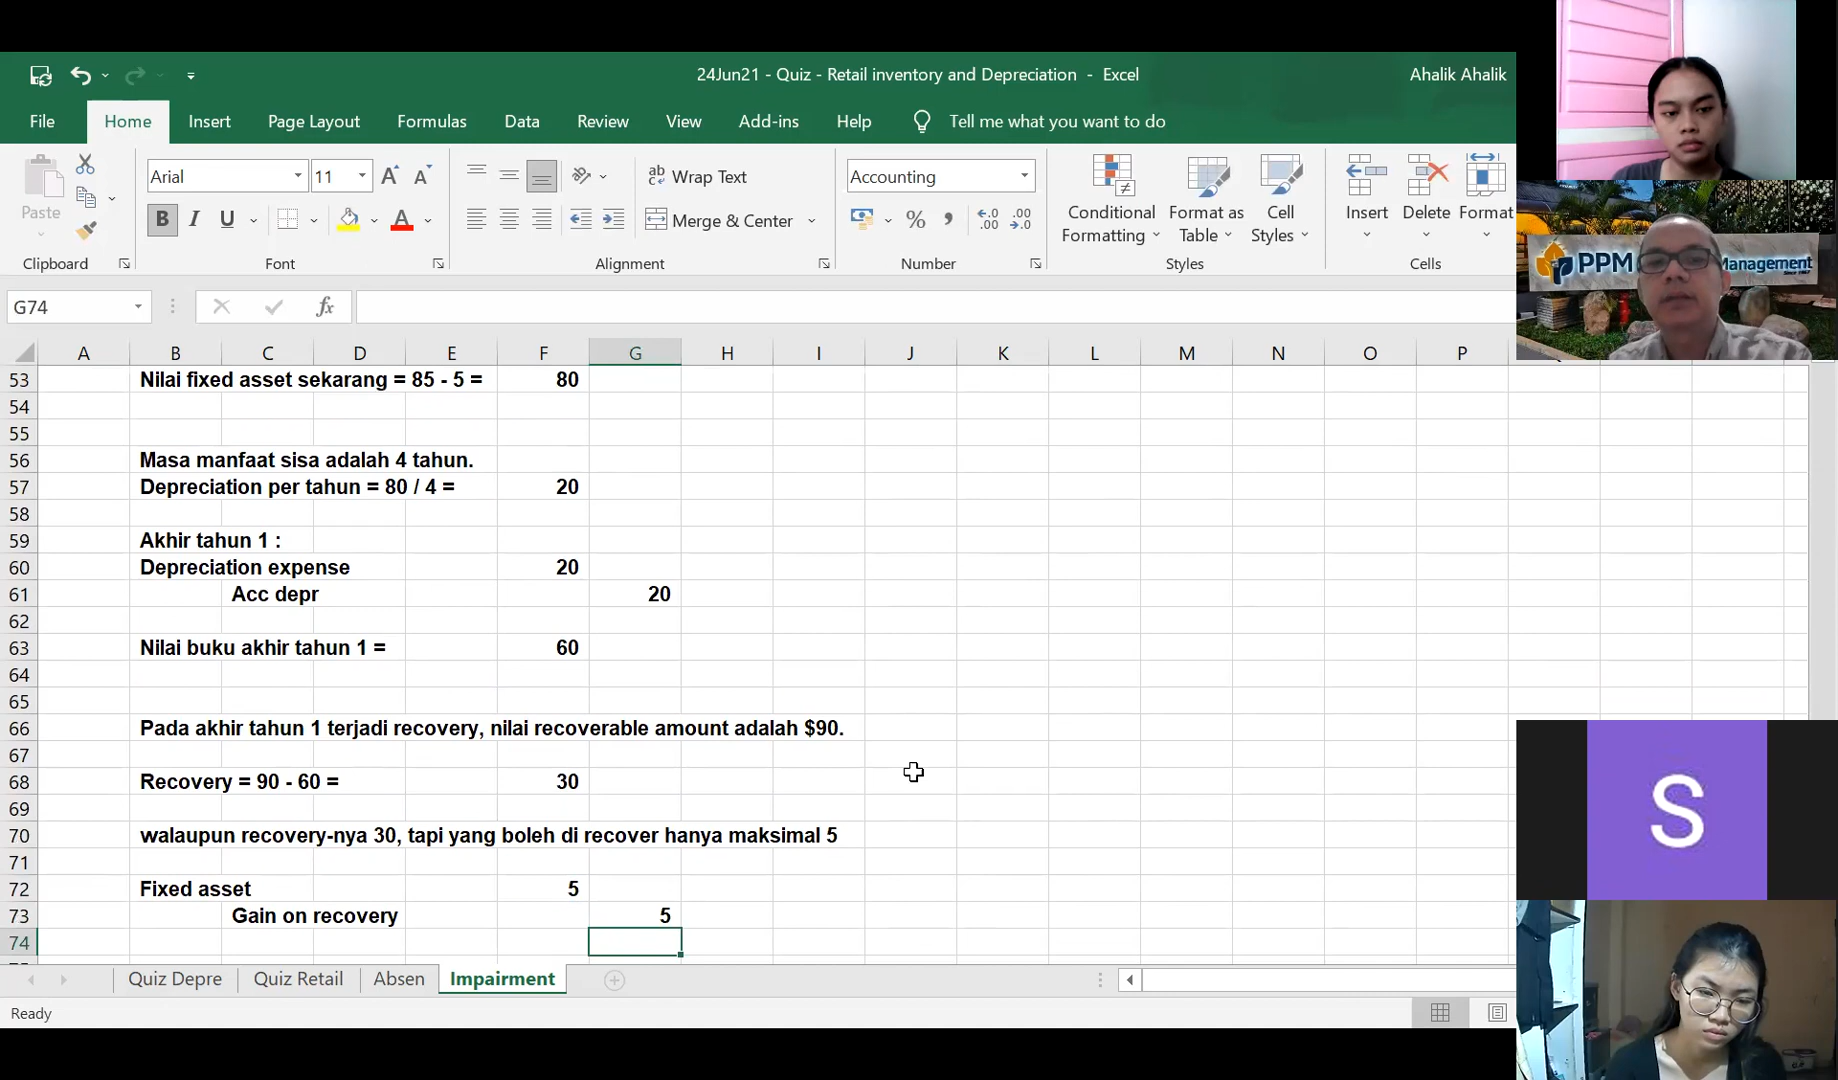 24Jun21 - Quiz - Retail inventory and Depreciation - Excel
Ahalik Ahalik
File Home Insert Page Layout Formulas Data Review View Add-ins Help Tell me what you want to do
Paste
Clipboard
Arial 11
B I U
Font
Wrap Text
Merge & Center
Alignment
Accounting
Number
Conditional Formatting
Format as Table
Cell Styles
Styles
Insert Delete Format
Cells
G74
fx
A B C D E F G H I J K L M N O P
53 Nilai fixed asset sekarang = 85 - 5 = 80
54
55
56 Masa manfaat sisa adalah 4 tahun.
57 Depreciation per tahun = 80 / 4 = 20
58
59 Akhir tahun 1 :
60 Depreciation expense 20
61 Acc depr 20
62
63 Nilai buku akhir tahun 1 = 60
64
65
66 Pada akhir tahun 1 terjadi recovery, nilai recoverable amount adalah $90.
67
68 Recovery = 90 - 60 = 30
69
70 walaupun recovery-nya 30, tapi yang boleh di recover hanya maksimal 5
71
72 Fixed asset 5
73 Gain on recovery 5
74
Quiz Depre Quiz Retail Absen Impairment
Ready
PPM Management
S